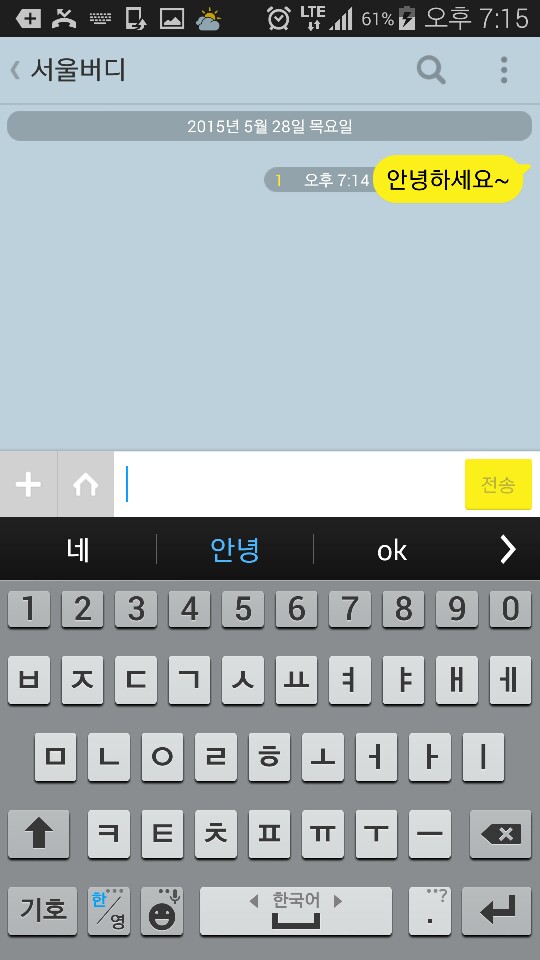 LTE 61% 오후 7:15
서울버디
2015년 5월 28일 목요일
1 오후 7:14 안녕하세요~
전송
네 안녕 ok
1 2 3 4 5 6 7 8 9 0
ㅂ ㅈ ㄷ ㄱ ㅅ ㅛ ㅕ ㅑ ㅐ ㅔ
ㅁ ㄴ ㅇ ㄹ ㅎ ㅗ ㅓ ㅏ ㅣ
ㅋ ㅌ ㅊ ㅍ ㅠ ㅜ ㅡ
기호 한/영 한국어 . ?